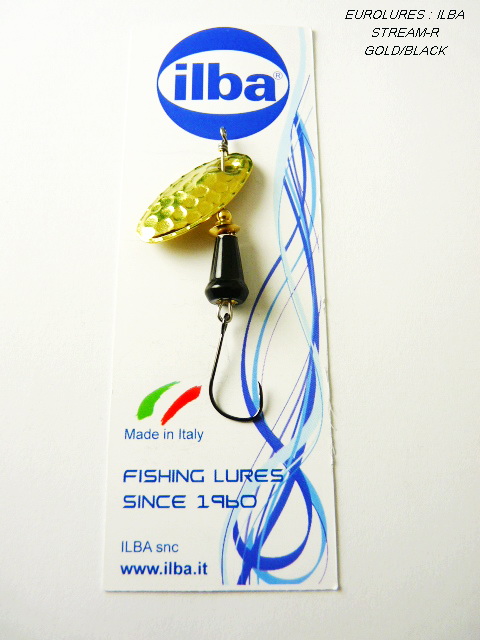 EUROLURES : ILBA
STREAM-R
GOLD/BLACK
ilba®
Made in Italy
FISHING LURES
SINCE 1960
ILBA snc
www.ilba.it